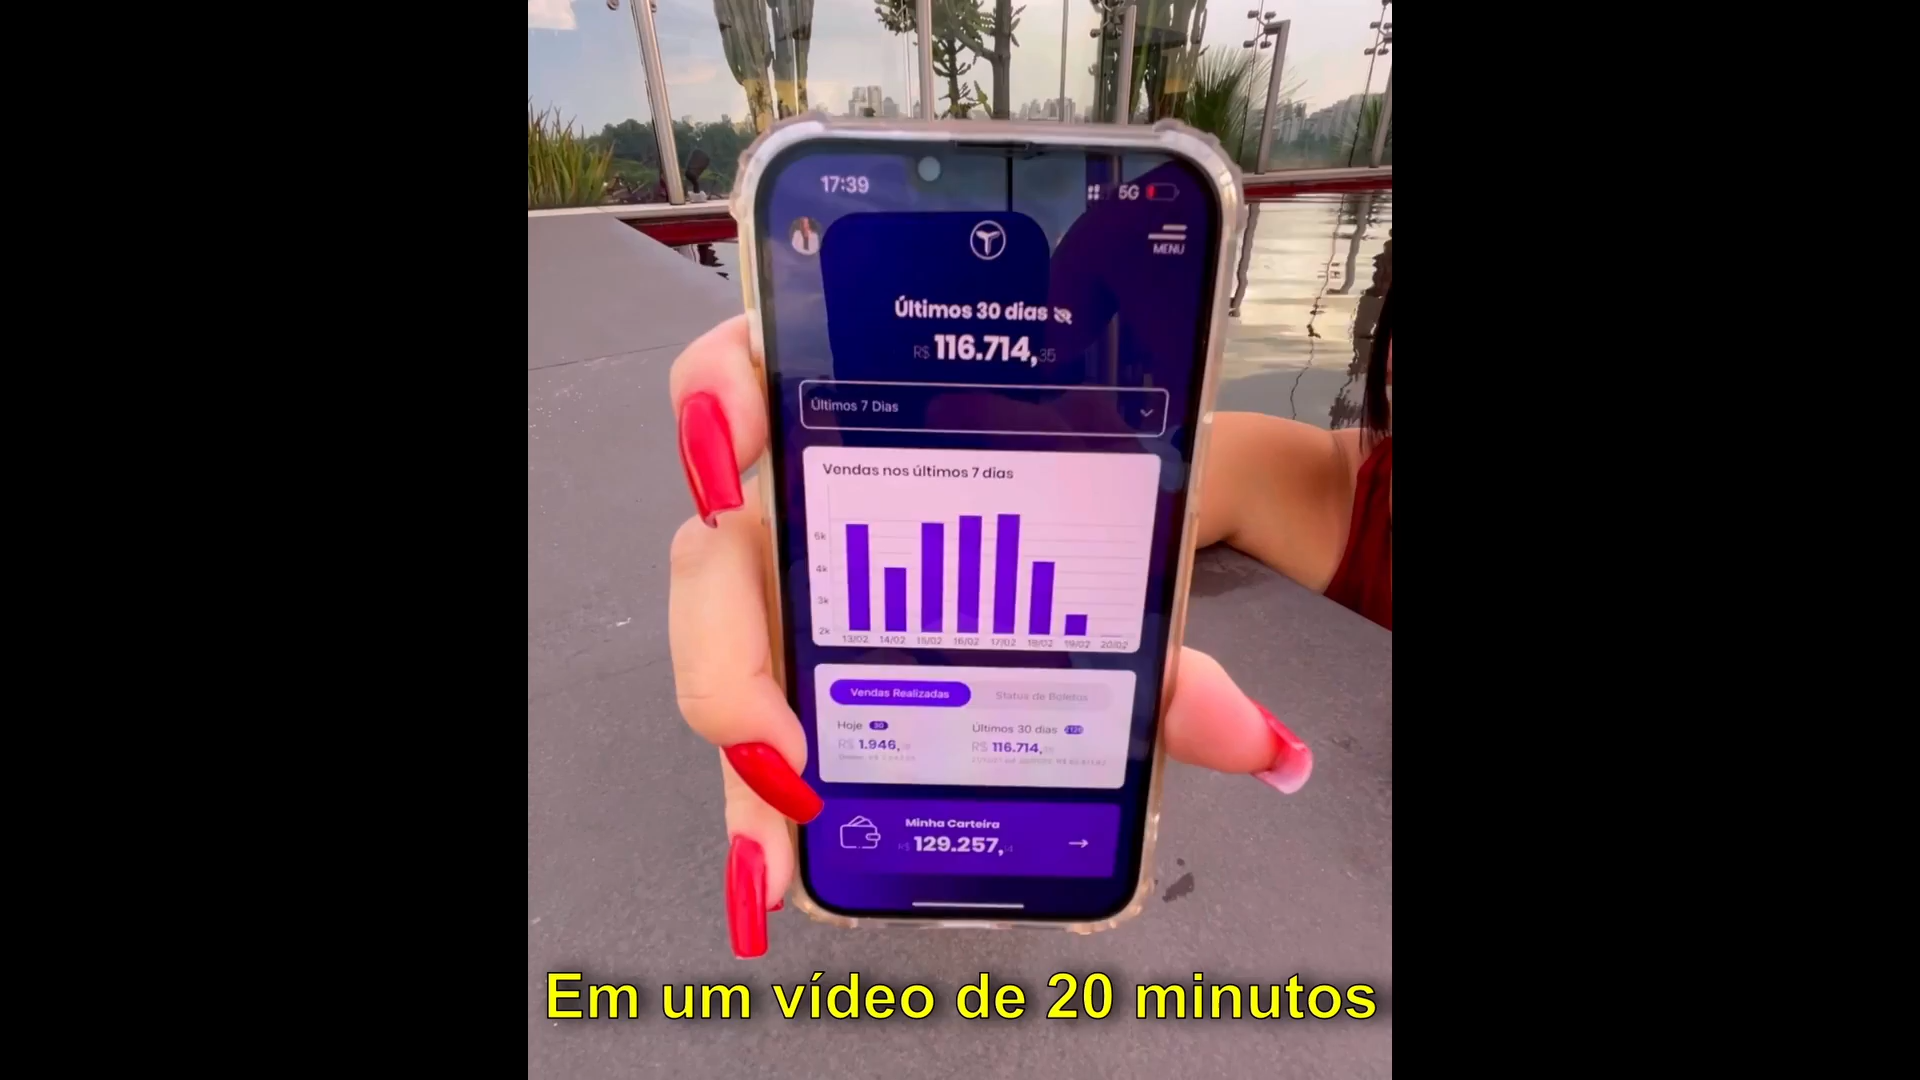 17:39
5G
MENU
Últimos 30 dias
R$ 116.714,35
Últimos 7 Dias
Vendas nos últimos 7 dias
6k
4k
3k
2k
13/02 14/02 15/02 16/02 17/02 18/02 19/02 20/02
Vendas Realizadas
Status de Boletos
Hoje
Últimos 30 dias
R$ 1.946,
R$ 116.714,
Minha Carteira
R$ 129.257,
Em um vídeo de 20 minutos